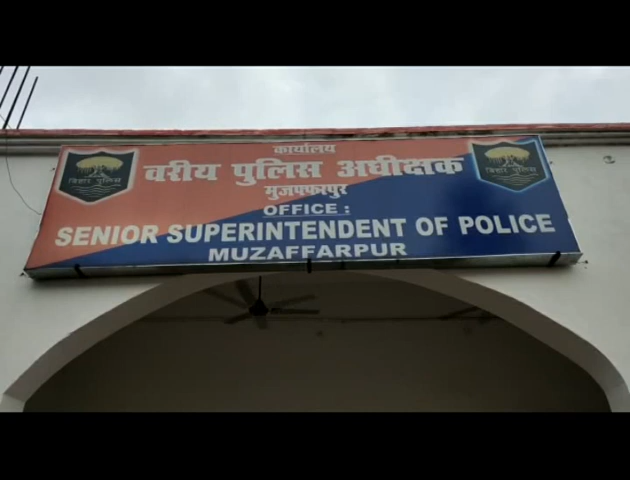 कार्यालय
वरीय पुलिस अधीक्षक
मुजफ्फरपुर
OFFICE :
SENIOR SUPERINTENDENT OF POLICE
MUZAFFARPUR
बिहार पुलिस
बिहार पुलिस